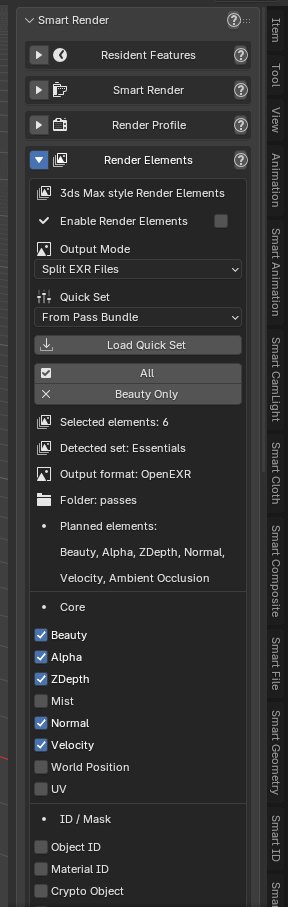 Smart Render
Resident Features
Smart Render
Render Profile
Render Elements
3ds Max style Render Elements
Enable Render Elements
Output Mode
Split EXR Files
Quick Set
From Pass Bundle
Load Quick Set
All
Beauty Only
Selected elements: 6
Detected set: Essentials
Output format: OpenEXR
Folder: passes
Planned elements:
Beauty, Alpha, ZDepth, Normal,
Velocity, Ambient Occlusion
Core
Beauty
Alpha
ZDepth
Mist
Normal
Velocity
World Position
UV
ID / Mask
Object ID
Material ID
Crypto Object
Item
Tool
View
Animation
Smart Animation
Smart CamLight
Smart Cloth
Smart Composite
Smart File
Smart Geometry
Smart ID